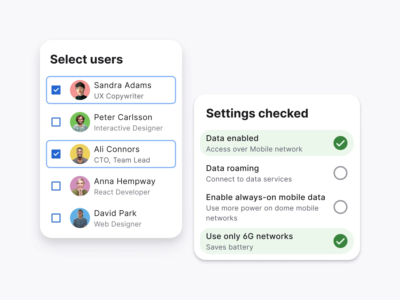 Select users
Sandra Adams
UX Copywriter
Peter Carlsson
Interactive Designer
Ali Connors
CTO, Team Lead
Anna Hempway
React Developer
David Park
Web Designer
Settings checked
Data enabled
Access over Mobile network
Data roaming
Connect to data services
Enable always-on mobile data
Use more power on dome mobile
networks
Use only 6G networks
Saves battery